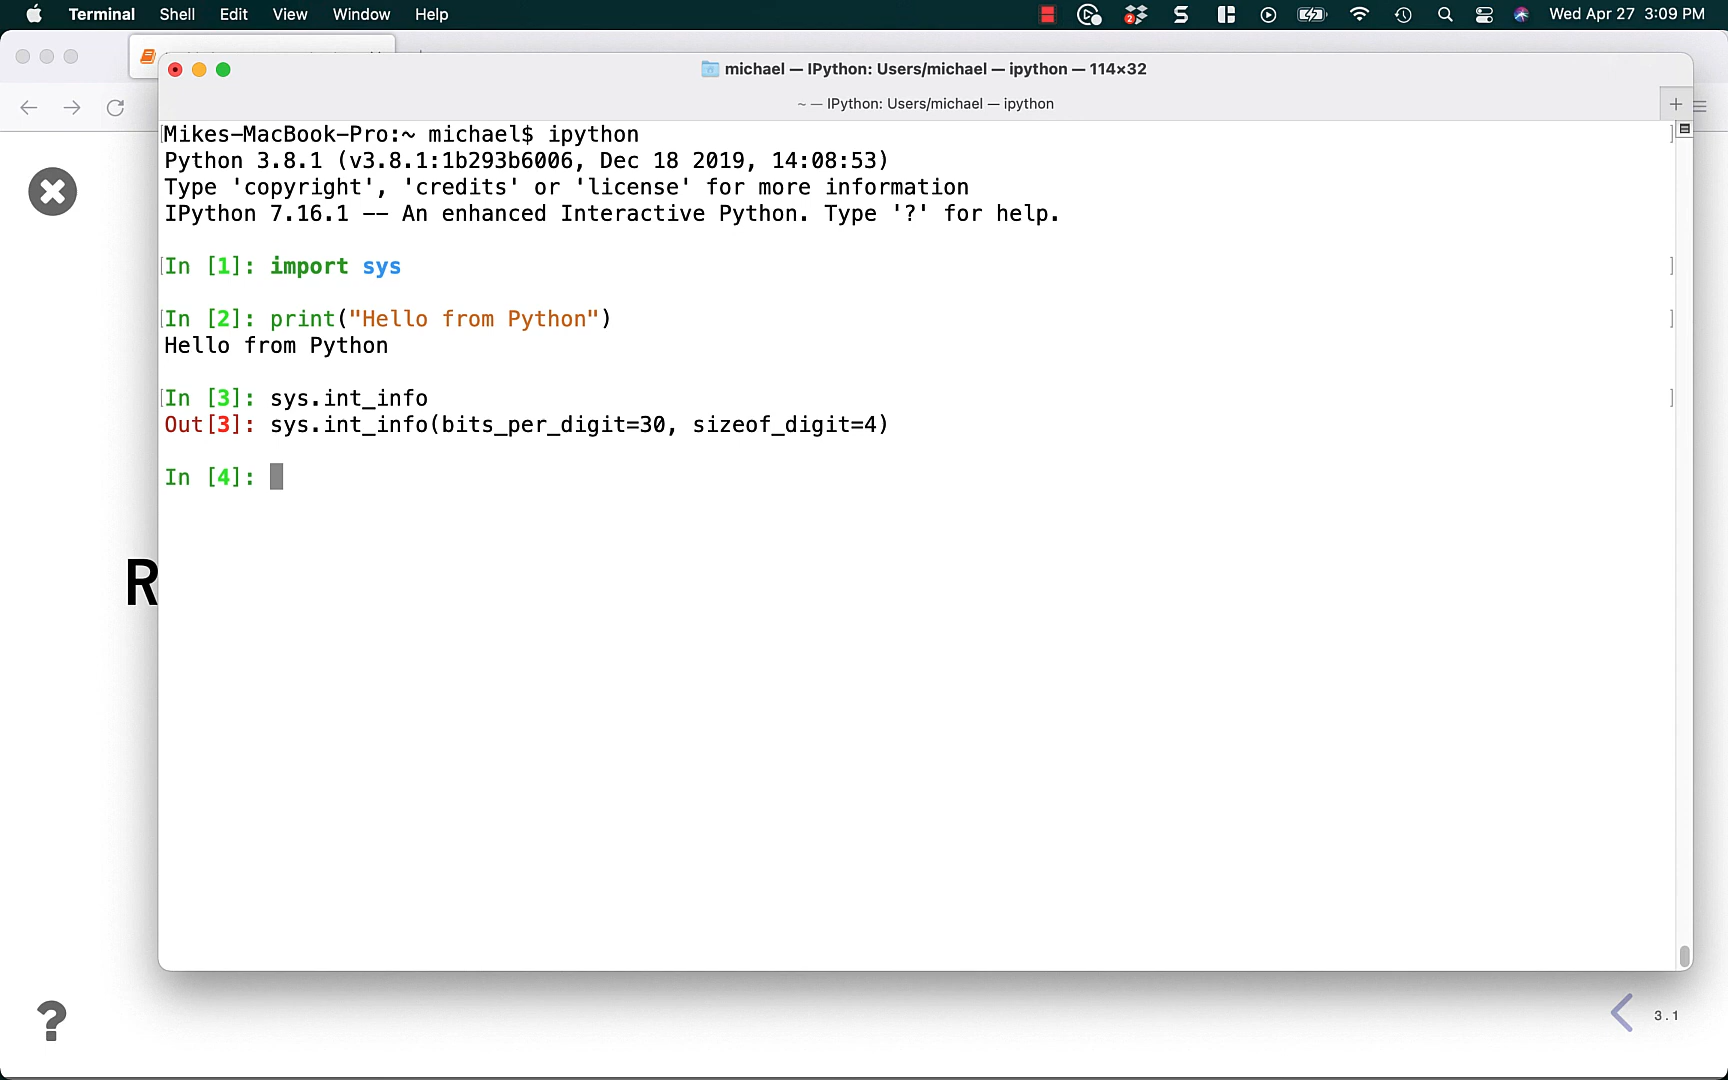 Terminal Shell Edit View Window Help
2
Wed Apr 27 3:09 PM
michael — IPython: Users/michael — ipython — 114×32
~ — IPython: Users/michael — ipython
Mikes-MacBook-Pro:~ michael$ ipython
Python 3.8.1 (v3.8.1:1b293b6006, Dec 18 2019, 14:08:53)
Type 'copyright', 'credits' or 'license' for more information
IPython 7.16.1 -- An enhanced Interactive Python. Type '?' for help.
In [1]: import sys
In [2]: print("Hello from Python")
Hello from Python
In [3]: sys.int_info
Out[3]: sys.int_info(bits_per_digit=30, sizeof_digit=4)
In [4]:
R
?
3.1